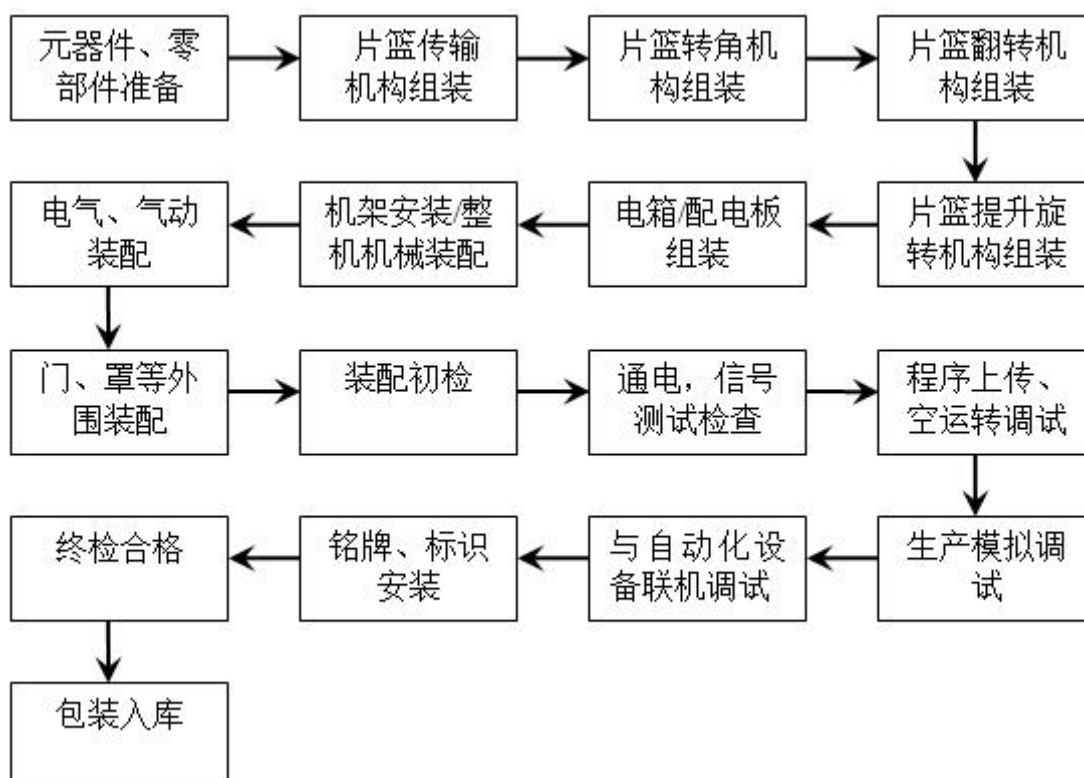 元器件、零
部件准备
片篮传输
机构组装
片篮转角机
构组装
片篮翻转机
构组装
片篮提升旋
转机构组装
电箱/配电板
组装
机架安装/整
机机械装配
电气、气动
装配
门、罩等外
围装配
装配初检
通电，信号
测试检查
程序上传、
空运转调试
生产模拟调
试
与自动化设
备联机调试
铭牌、标识
安装
终检合格
包装入库